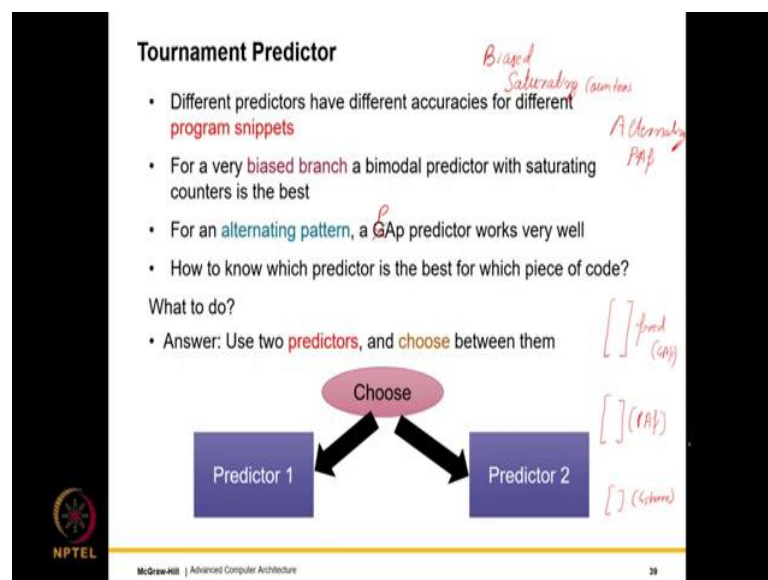 Tournament Predictor
Biased
Saturating Counters
• Different predictors have different accuracies for different
program snippets
Alternating
PAp
• For a very biased branch a bimodal predictor with saturating
counters is the best
P
• For an alternating pattern, a GAp predictor works very well
• How to know which predictor is the best for which piece of code?
What to do?
• Answer: Use two predictors, and choose between them
[ ] pred
(GAp)
Choose
[ ] (PAp)
Predictor 1
Predictor 2
[ ] (Gshare)
NPTEL
McGraw-Hill | Advanced Computer Architecture
39